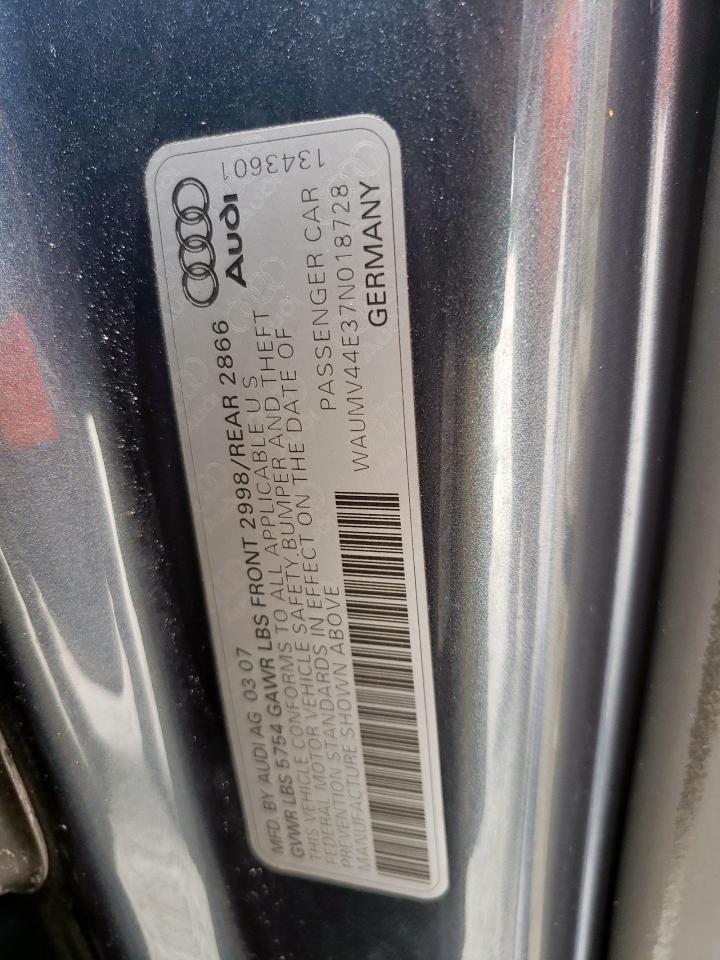 1343601
Audi
MFD. BY AUDI AG 03 07
GVWR LBS 5754 GAWR LBS FRONT 2998/REAR 2866
THIS VEHICLE CONFORMS TO ALL APPLICABLE U S
FEDERAL MOTOR VEHICLE SAFETY, BUMPER AND THEFT
PREVENTION STANDARDS IN EFFECT ON THE DATE OF
MANUFACTURE SHOWN ABOVE
PASSENGER CAR
WAUMV44E37N018728
GERMANY